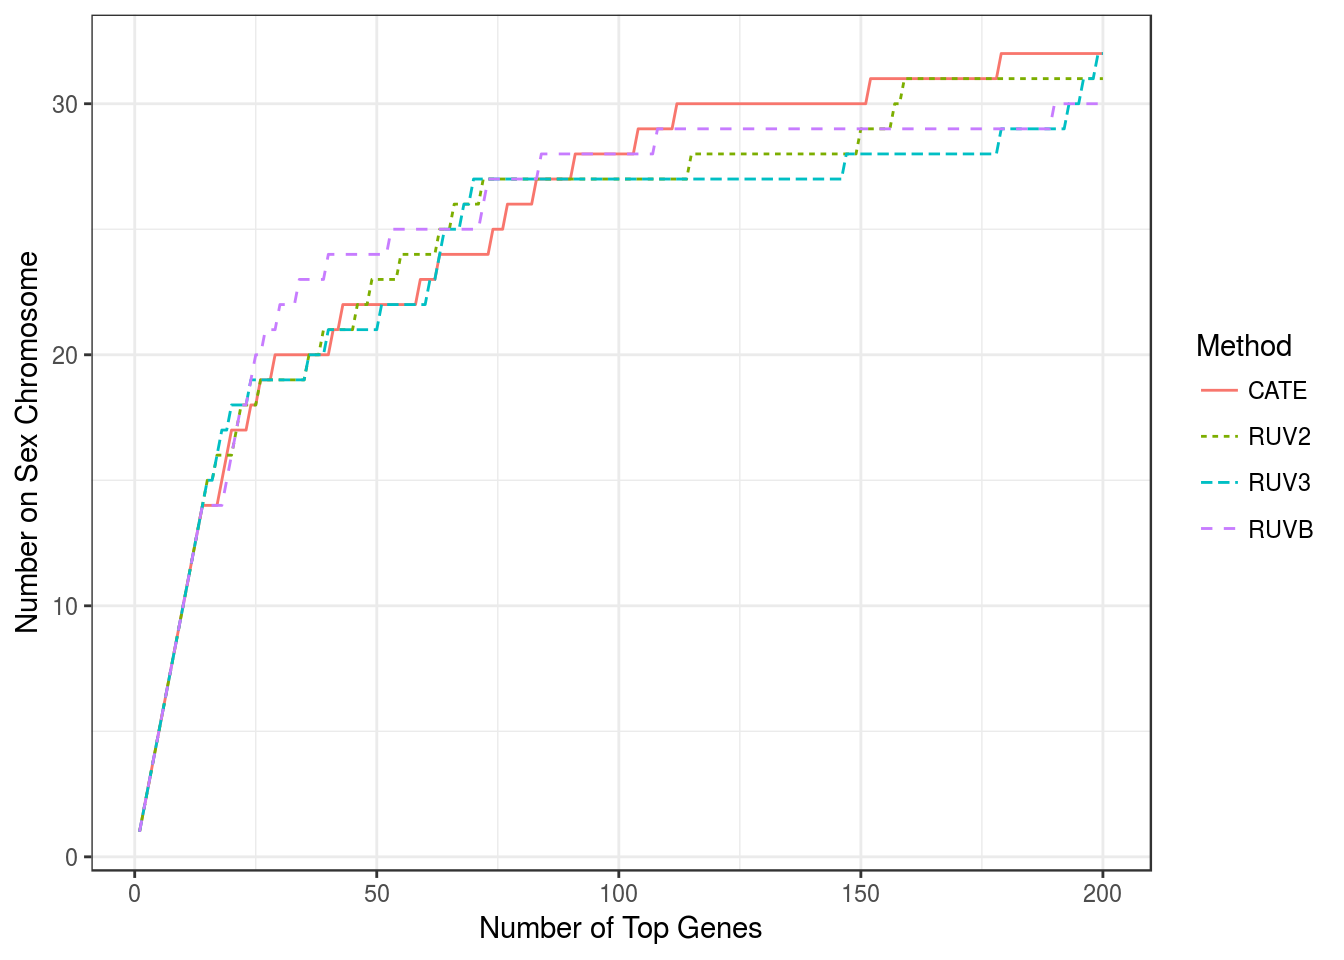 Number on Sex Chromosome
30
20
10
0
0 50 100 150 200
Number of Top Genes
Method
CATE
RUV2
RUV3
RUVB